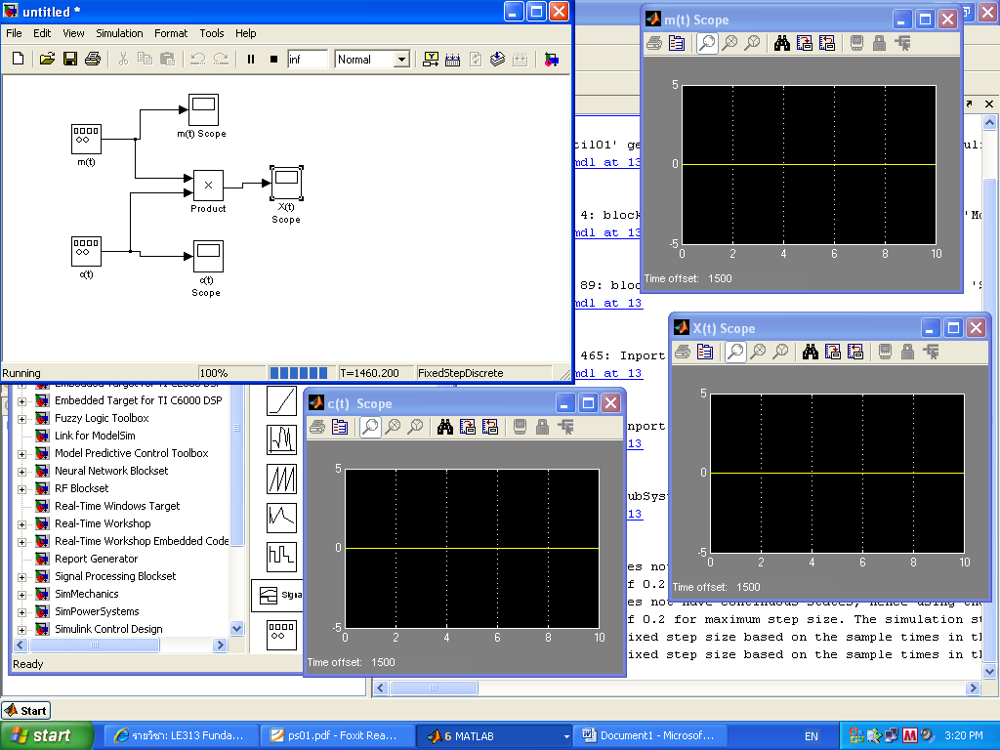 untitled *
File Edit View Simulation Format Tools Help
inf Normal
m(t) Scope
m(t)
×
Product
X(t)
Scope
c(t)
c(t)
Scope
Running 100% T=1460.200 FixedStepDiscrete
m(t) Scope
5
0
-5
0 2 4 6 8 10
Time offset: 1500
X(t) Scope
5
0
-5
0 2 4 6 8 10
Time offset: 1500
c(t) Scope
5
0
-5
0 2 4 6 8 10
Time offset: 1500
til01' ge
mdl at 13
4: block
mdl at 13
89: bloc
mdl at 13
465: Inport
mdl at 13
nport
13
ubSys
13
es no
f 0.2
es not have continuous states, hence using the
f 0.2 for maximum step size. The simulation st
ixed step size based on the sample times in th
ixed step size based on the sample times in th
Embedded Target for TI C2000 DSP
Embedded Target for TI C6000 DSP
Fuzzy Logic Toolbox
Link for ModelSim
Model Predictive Control Toolbox
Neural Network Blockset
RF Blockset
Real-Time Windows Target
Real-Time Workshop
Real-Time Workshop Embedded Code
Report Generator
Signal Processing Blockset
SimMechanics
SimPowerSystems
Simulink Control Design
Signa
Ready
Start
start
รายวิชา: LE313 Funda...
ps01.pdf - Foxit Rea...
6 MATLAB
Document1 - Microsof...
EN
3:20 PM